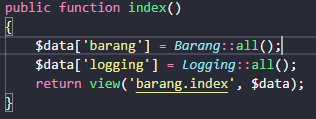 public function index()
{
    $data['barang'] = Barang::all();
    $data['logging'] = Logging::all();
    return view('barang.index', $data);
}